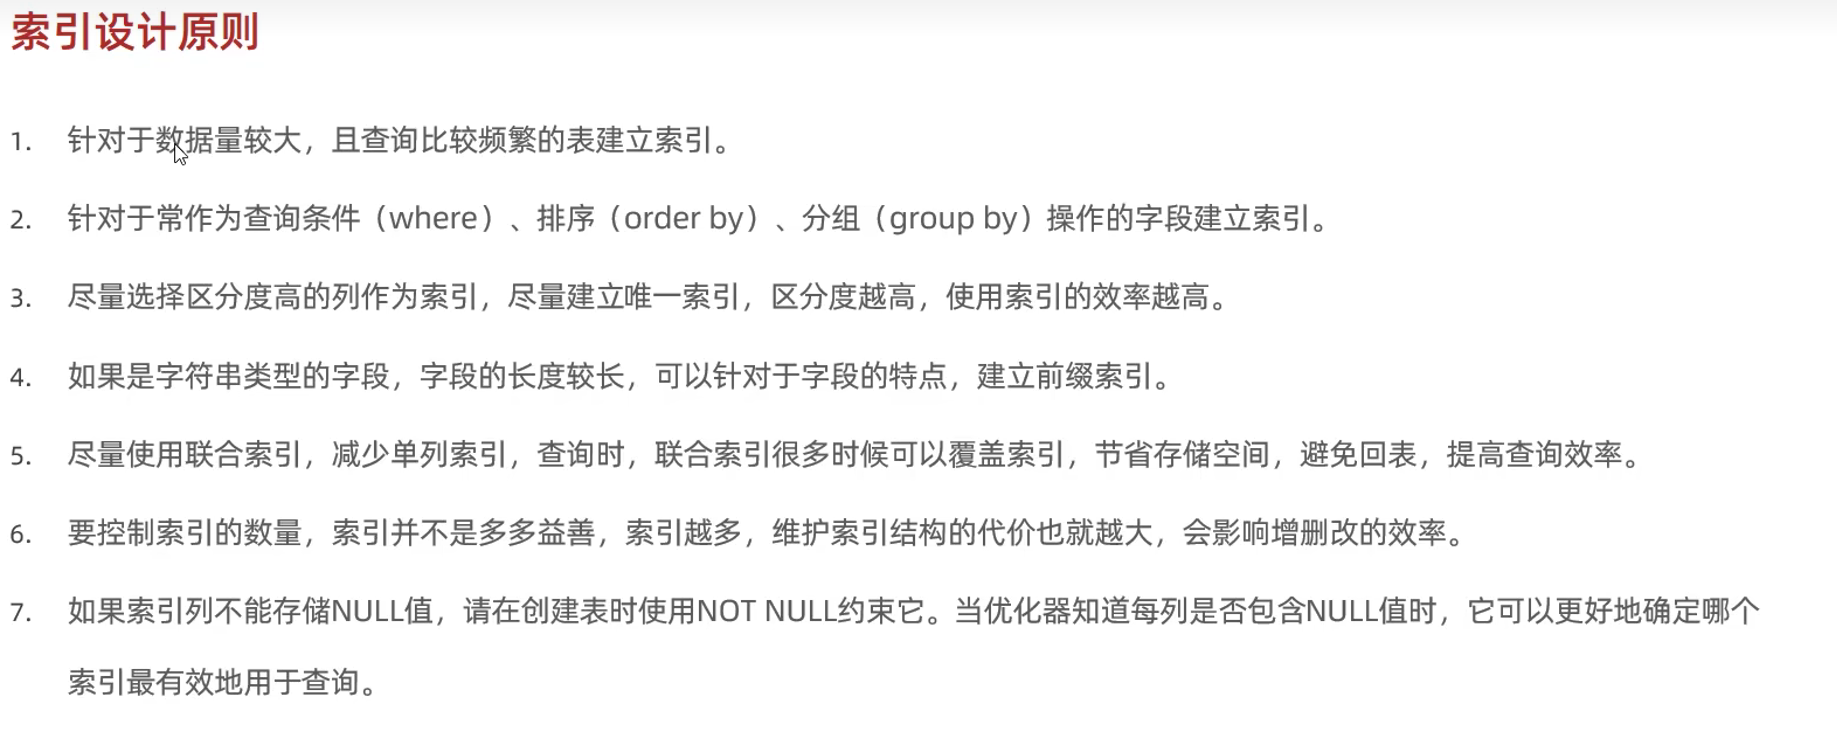 索引设计原则
1. 针对于数据量较大，且查询比较频繁的表建立索引。
2. 针对于常作为查询条件（where）、排序（order by）、分组（group by）操作的字段建立索引。
3. 尽量选择区分度高的列作为索引，尽量建立唯一索引，区分度越高，使用索引的效率越高。
4. 如果是字符串类型的字段，字段的长度较长，可以针对于字段的特点，建立前缀索引。
5. 尽量使用联合索引，减少单列索引，查询时，联合索引很多时候可以覆盖索引，节省存储空间，避免回表，提高查询效率。
6. 要控制索引的数量，索引并不是多多益善，索引越多，维护索引结构的代价也就越大，会影响增删改的效率。
7. 如果索引列不能存储NULL值，请在创建表时使用NOT NULL约束它。当优化器知道每列是否包含NULL值时，它可以更好地确定哪个
索引最有效地用于查询。